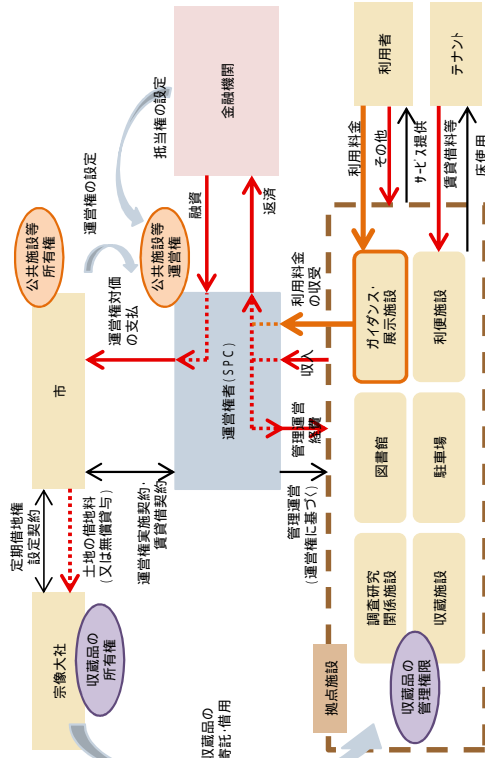 宗像大社
収蔵品の
所有権
定期借地権
設定契約
土地の借地料
(又は無償貸与)
市
公共施設等
所有権
運営権の設定
運営権対価
の支払
運営権実施契約・
賃貸借契約
抵当権の設定
公共施設等
運営権
運営権者(SPC)
金融機関
融資
返済
収蔵品の
寄託・借用
管理運営
(運営権に基づく)
管理運営
経費
収入
利用料金
の収受
拠点施設
調査研究
関係施設
図書館
ガイダンス・
展示施設
収蔵品の
管理権限
収蔵施設
駐車場
利便施設
利用者
テナント
利用料金
その他
サービス提供
賃貸借料等
床使用